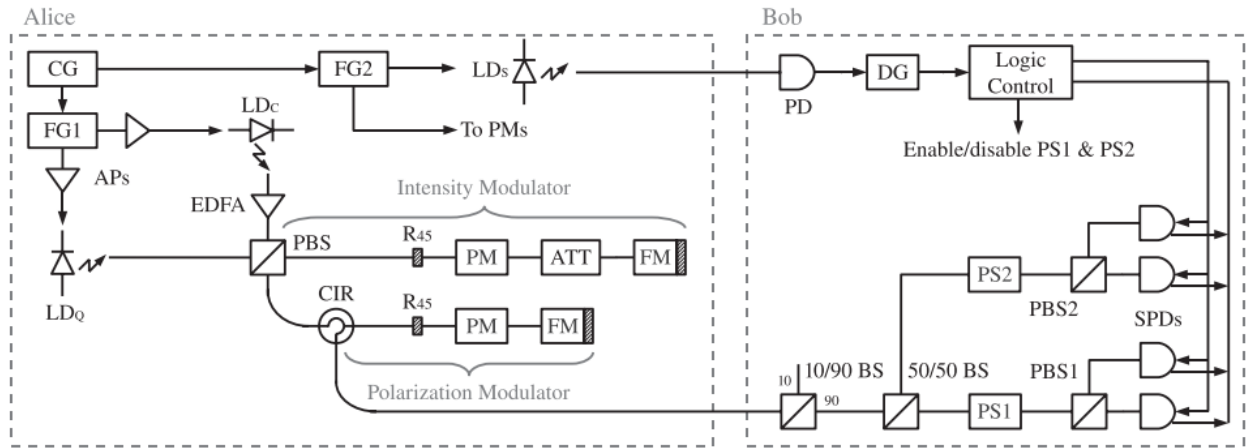 Alice
Bob
CG
FG2
LDs
PD
DG
Logic
Control
FG1
LDC
To PMs
Enable/disable PS1 & PS2
APs
Intensity Modulator
EDFA
PBS
R45
PM
ATT
FM
LDQ
CIR
R45
PM
FM
Polarization Modulator
PS2
PBS2
SPDs
10/90 BS
50/50 BS
PBS1
10
90
PS1